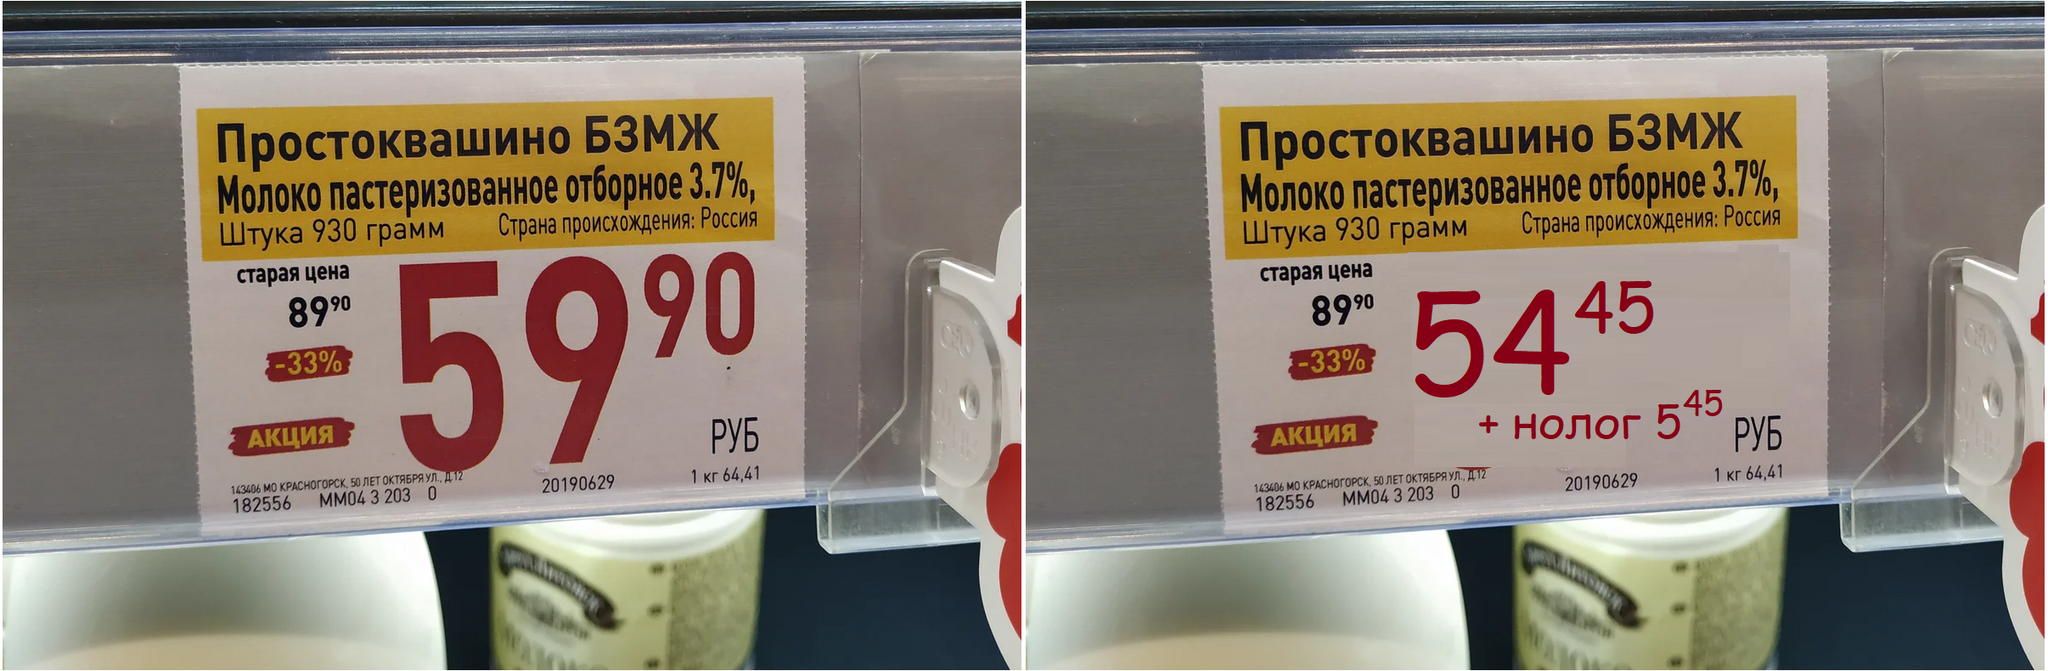 Простоквашино БЗМЖ
Молоко пастеризованное отборное 3.7%,
Штука 930 грамм Страна происхождения: Россия
старая цена
89⁹⁰
-33%
АКЦИЯ
59⁹⁰
РУБ
143406 МО КРАСНОГОРСК, 50 ЛЕТ ОКТЯБРЯ УЛ., Д.12
182556 ММ04 3 203 0 20190629 1 кг 64,41
Простоквашино БЗМЖ
Молоко пастеризованное отборное 3.7%,
Штука 930 грамм Страна происхождения: Россия
старая цена
89⁹⁰
-33%
АКЦИЯ
54⁴⁵
+ нолог 5⁴⁵ РУБ
143406 МО КРАСНОГОРСК, 50 ЛЕТ ОКТЯБРЯ УЛ., Д.12
182556 ММ04 3 203 0 20190629 1 кг 64,41